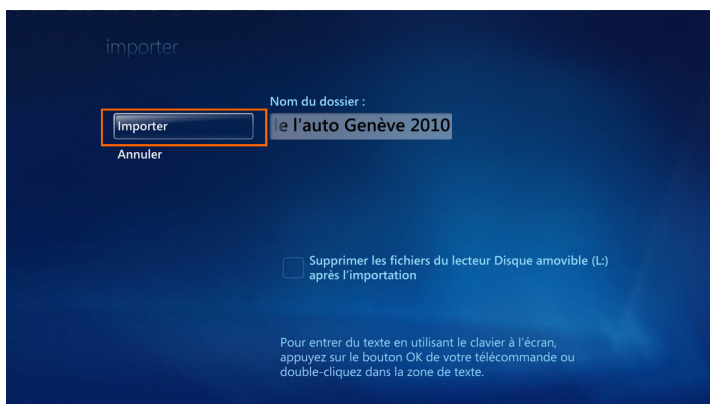 importer
Nom du dossier :
Importer
le l'auto Genève 2010
Annuler
Supprimer les fichiers du lecteur Disque amovible (L:)
après l'importation
Pour entrer du texte en utilisant le clavier à l'écran,
appuyez sur le bouton OK de votre télécommande ou
double-cliquez dans la zone de texte.